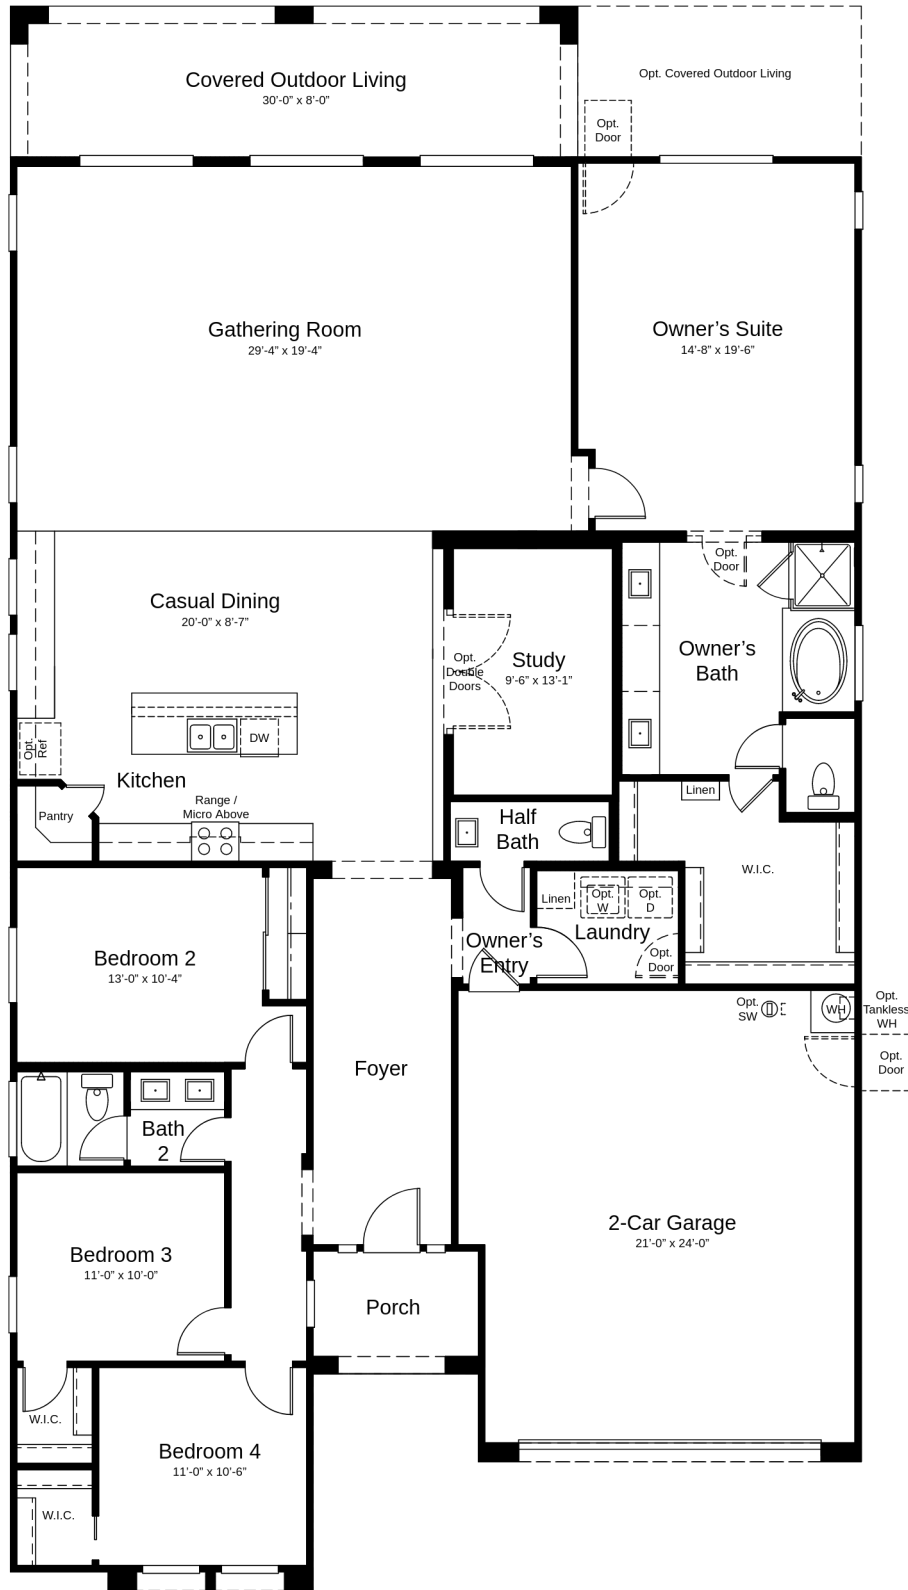 Covered Outdoor Living
30’-0” x 8’-0”
Opt. Covered Outdoor Living
Opt.
Door
Gathering Room
29’-4” x 19’-4”
Owner’s Suite
14’-8” x 19’-6”
Opt.
Door
Casual Dining
20’-0” x 8’-7”
Opt.
Double
Doors
Study
9’-6” x 13’-1”
Owner’s
Bath
Opt.
Ref
DW
Kitchen
Pantry
Range /
Micro Above
Half
Bath
Linen
W.I.C.
Linen
Opt.
W
Opt.
D
Laundry
Opt.
Door
Owner’s
Entry
Bedroom 2
13’-0” x 10’-4”
Opt.
SW
WH
Opt.
Tankless
WH
Opt.
Door
Foyer
Bath
2
2-Car Garage
21’-0” x 24’-0”
Bedroom 3
11’-0” x 10’-0”
Porch
W.I.C.
Bedroom 4
11’-0” x 10’-6”
W.I.C.